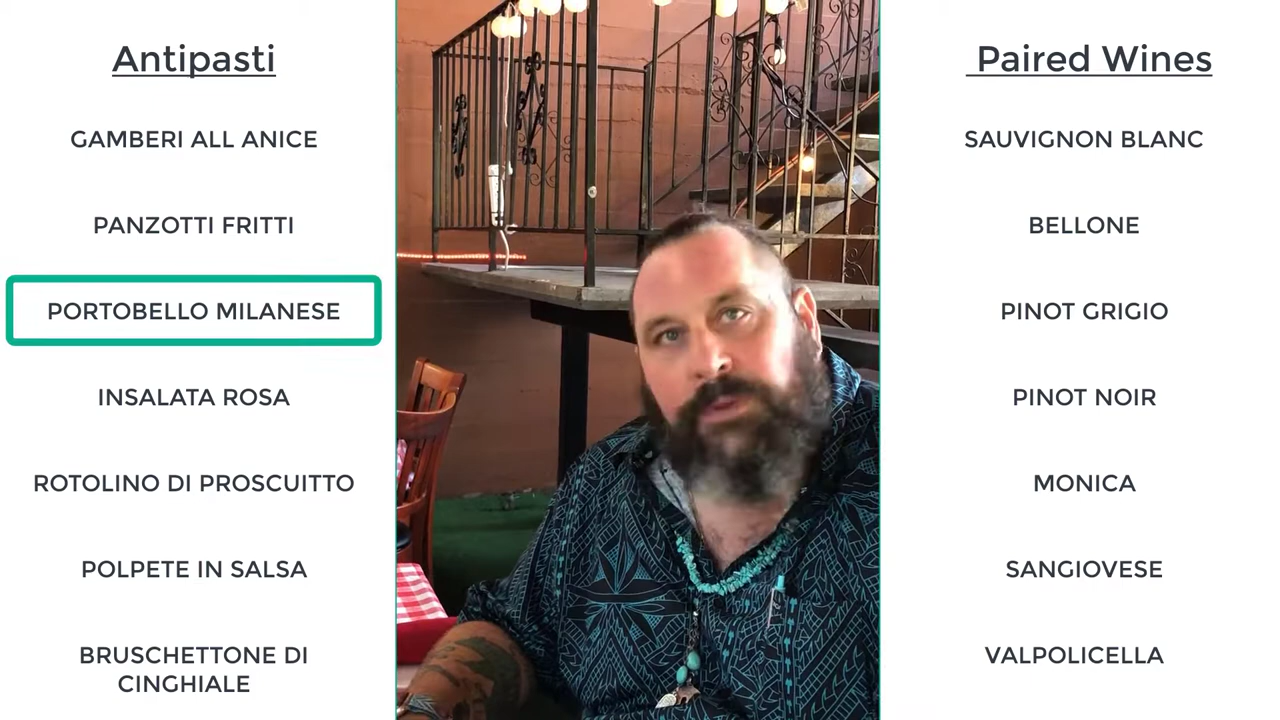 Antipasti
GAMBERI ALL ANICE
PANZOTTI FRITTI
PORTOBELLO MILANESE
INSALATA ROSA
ROTOLINO DI PROSCUITTO
POLPETE IN SALSA
BRUSCHETTONE DI
CINGHIALE
Paired Wines
SAUVIGNON BLANC
BELLONE
PINOT GRIGIO
PINOT NOIR
MONICA
SANGIOVESE
VALPOLICELLA